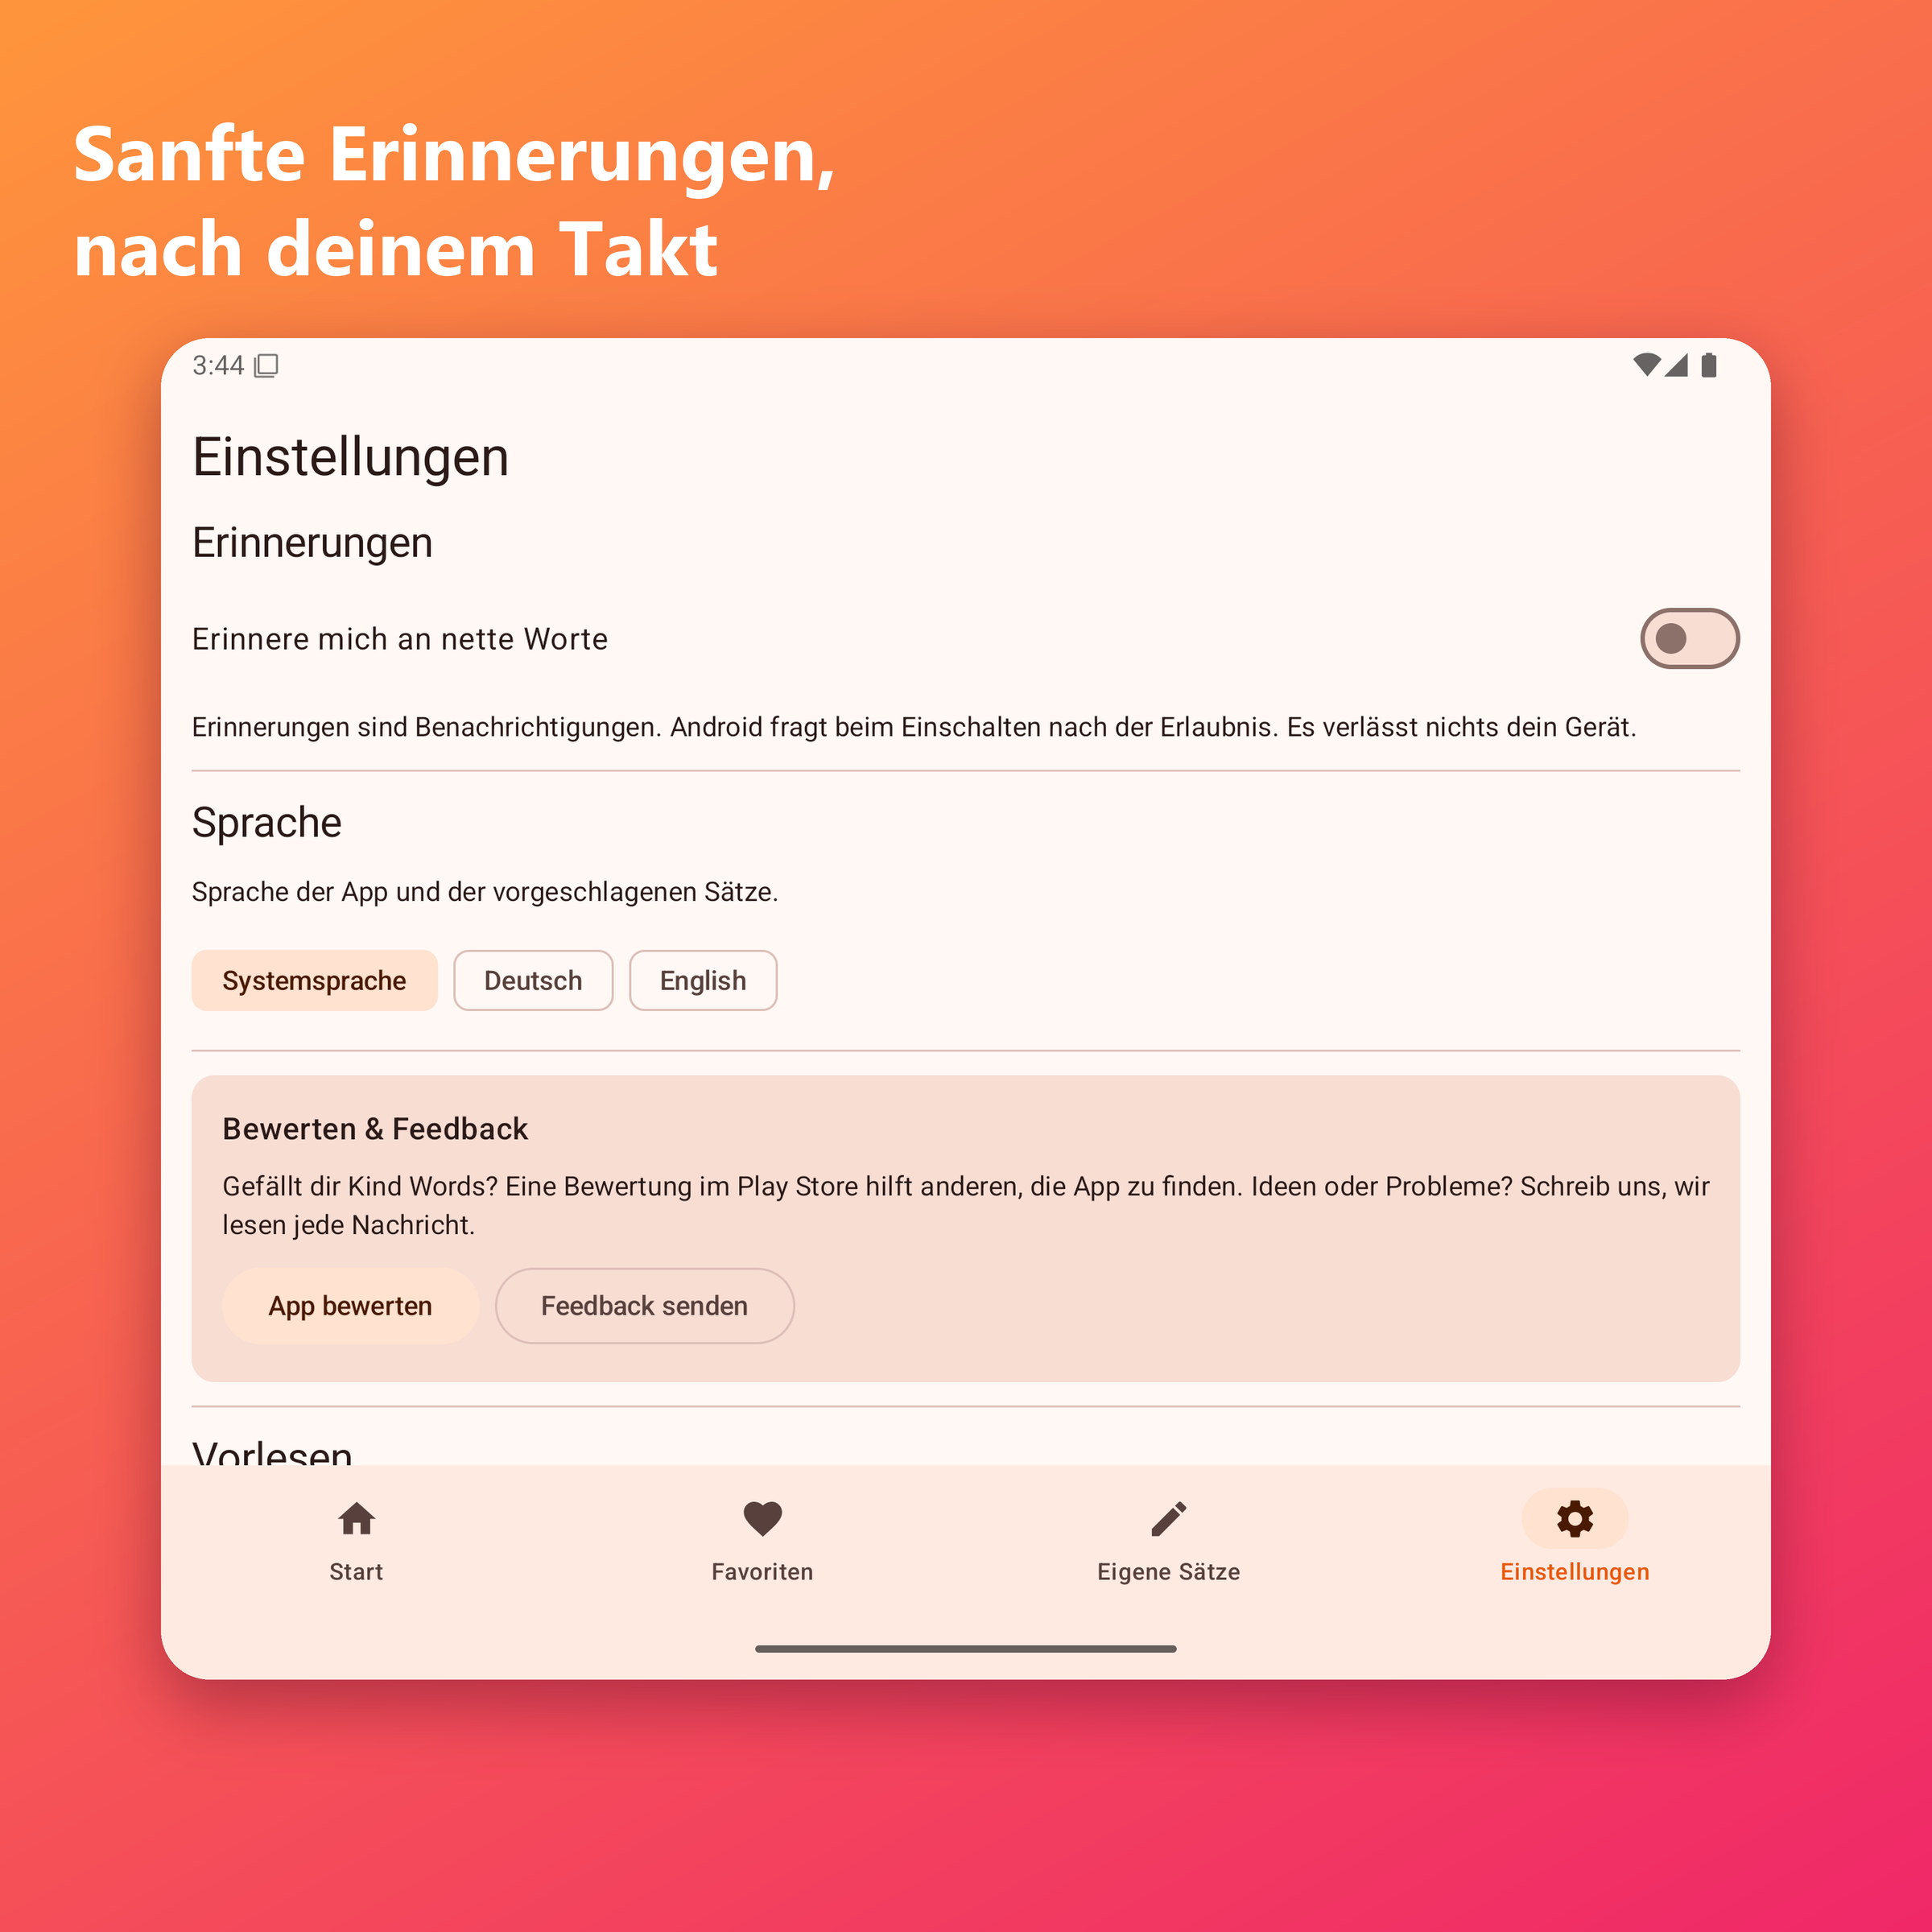 Sanfte Erinnerungen,
nach deinem Takt
3:44
Einstellungen
Erinnerungen
Erinnere mich an nette Worte
Erinnerungen sind Benachrichtigungen. Android fragt beim Einschalten nach der Erlaubnis. Es verlässt nichts dein Gerät.
Sprache
Sprache der App und der vorgeschlagenen Sätze.
Systemsprache Deutsch English
Bewerten & Feedback
Gefällt dir Kind Words? Eine Bewertung im Play Store hilft anderen, die App zu finden. Ideen oder Probleme? Schreib uns, wir
lesen jede Nachricht.
App bewerten Feedback senden
Vorlesen
Start Favoriten Eigene Sätze Einstellungen